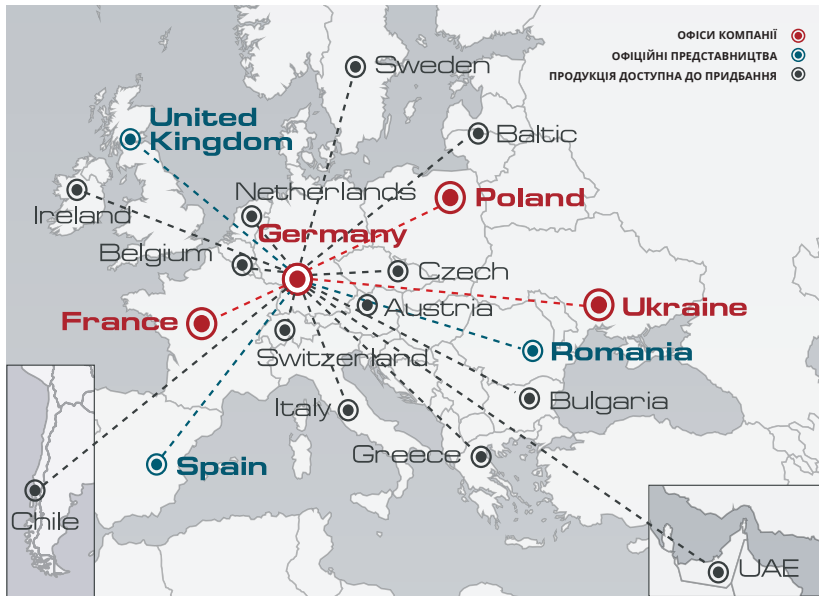 ОФІСИ КОМПАНІЇ
ОФІЦІЙНІ ПРЕДСТАВНИЦТВА
ПРОДУКЦІЯ ДОСТУПНА ДО ПРИДБАННЯ
Sweden
United
Kingdom
Baltic
Netherlands
Poland
Ireland
Germany
Belgium
Czech
Austria
Ukraine
France
Switzerland
Romania
Italy
Bulgaria
Greece
Spain
Chile
UAE